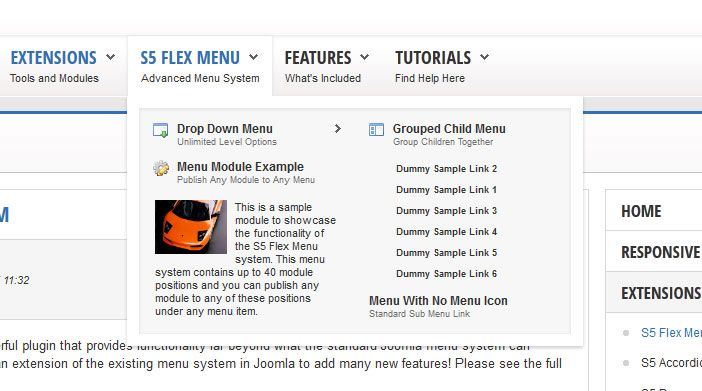 EXTENSIONS
Tools and Modules
S5 FLEX MENU
Advanced Menu System
FEATURES
What's Included
TUTORIALS
Find Help Here
Drop Down Menu
Unlimited Level Options
Menu Module Example
Publish Any Module to Any Menu
This is a sample
module to showcase
the functionality of
the S5 Flex Menu
system. This menu
system contains up to 40 module
positions and you can publish any
module to any of these positions
under any menu item.
Grouped Child Menu
Group Children Together
Dummy Sample Link 2
Dummy Sample Link 1
Dummy Sample Link 3
Dummy Sample Link 4
Dummy Sample Link 5
Dummy Sample Link 6
Menu With No Menu Icon
Standard Sub Menu Link
M
11:32
erful plugin that provides functionality far beyond what the standard Joomla menu system can
n extension of the existing menu system in Joomla to add many new features! Please see the full
HOME
RESPONSIVE
EXTENSIONS
S5 Flex Me
S5 Accordic